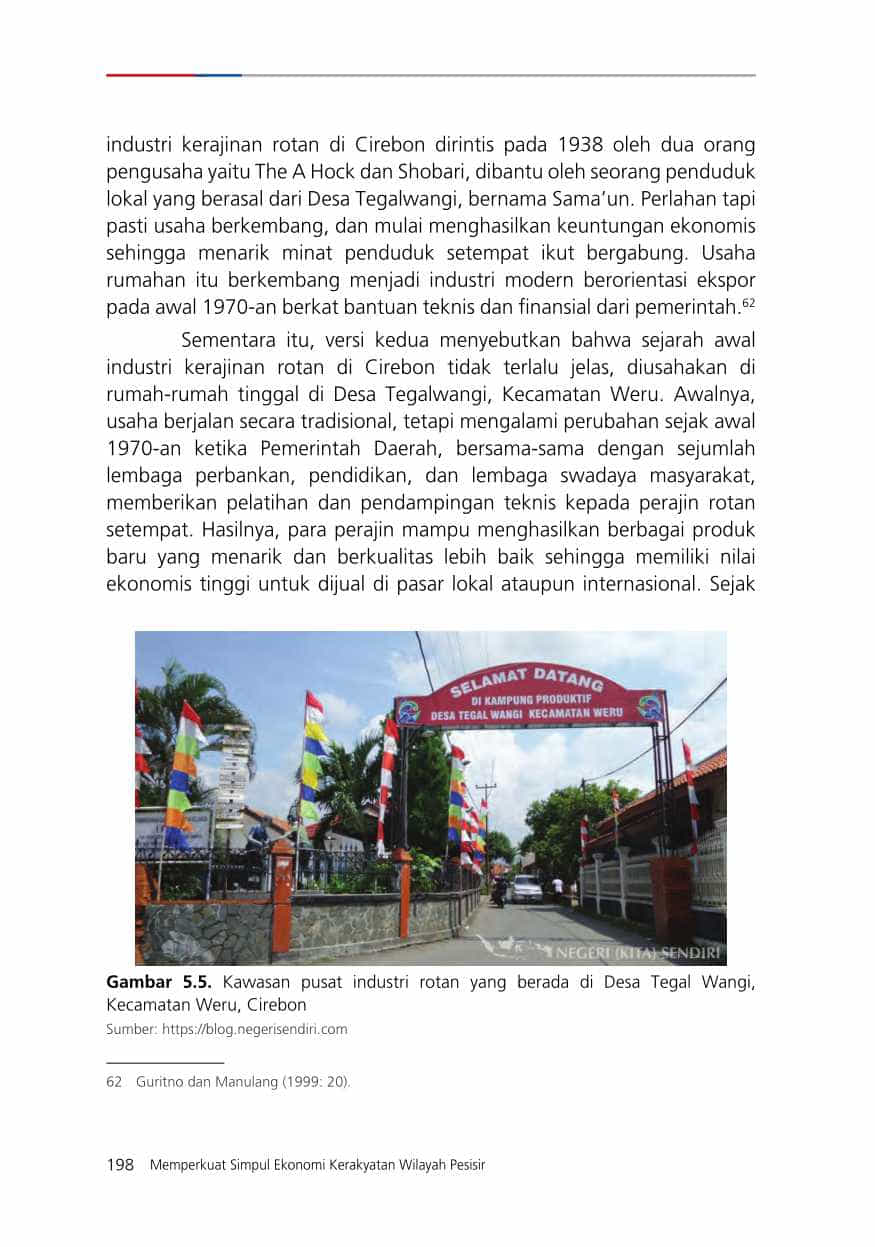 industri kerajinan rotan di Cirebon dirintis pada 1938 oleh dua orang
pengusaha yaitu The A Hock dan Shobari, dibantu oleh seorang penduduk
lokal yang berasal dari Desa Tegalwangi, bernama Sama’un. Perlahan tapi
pasti usaha berkembang, dan mulai menghasilkan keuntungan ekonomis
sehingga menarik minat penduduk setempat ikut bergabung. Usaha
rumahan itu berkembang menjadi industri modern berorientasi ekspor
pada awal 1970-an berkat bantuan teknis dan finansial dari pemerintah.62
Sementara itu, versi kedua menyebutkan bahwa sejarah awal
industri kerajinan rotan di Cirebon tidak terlalu jelas, diusahakan di
rumah-rumah tinggal di Desa Tegalwangi, Kecamatan Weru. Awalnya,
usaha berjalan secara tradisional, tetapi mengalami perubahan sejak awal
1970-an ketika Pemerintah Daerah, bersama-sama dengan sejumlah
lembaga perbankan, pendidikan, dan lembaga swadaya masyarakat,
memberikan pelatihan dan pendampingan teknis kepada perajin rotan
setempat. Hasilnya, para perajin mampu menghasilkan berbagai produk
baru yang menarik dan berkualitas lebih baik sehingga memiliki nilai
ekonomis tinggi untuk dijual di pasar lokal ataupun internasional. Sejak
SELAMAT DATANG
DI KAMPUNG PRODUKTIF
DESA TEGAL WANGI KECAMATAN WERU
NEGERI (KITA) SENDIRI
Gambar 5.5. Kawasan pusat industri rotan yang berada di Desa Tegal Wangi,
Kecamatan Weru, Cirebon
Sumber: https://blog.negerisendiri.com
62 Guritno dan Manulang (1999: 20).
198 Memperkuat Simpul Ekonomi Kerakyatan Wilayah Pesisir